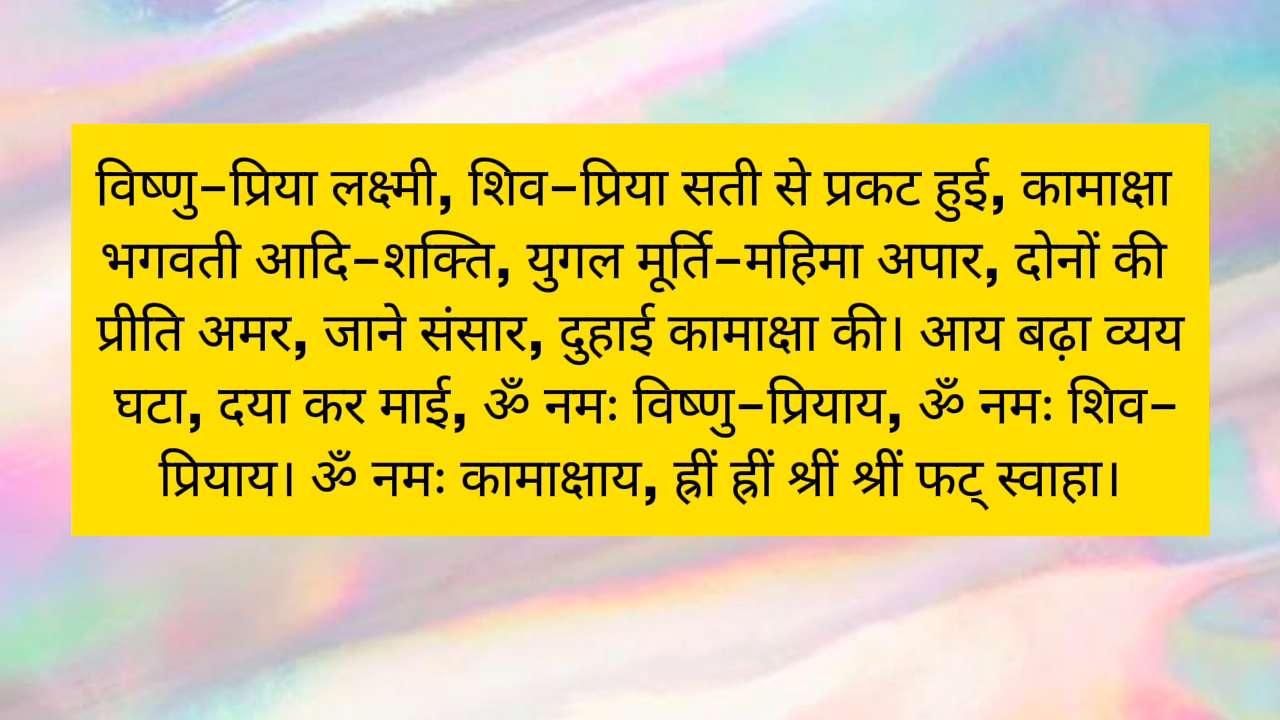 विष्णु-प्रिया लक्ष्मी, शिव-प्रिया सती से प्रकट हुई, कामाक्षा
भगवती आदि-शक्ति, युगल मूर्ति-महिमा अपार, दोनों की
प्रीति अमर, जाने संसार, दुहाई कामाक्षा की। आय बढ़ा व्यय
घटा, दया कर माई, ॐ नमः विष्णु-प्रियाय, ॐ नमः शिव-
प्रियाय। ॐ नमः कामाक्षाय, ह्रीं ह्रीं श्रीं श्रीं फट् स्वाहा।